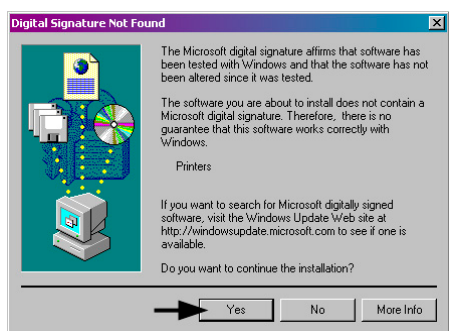 Digital Signature Not Found
The Microsoft digital signature affirms that software has
been tested with Windows and that the software has not
been altered since it was tested.
The software you are about to install does not contain a
Microsoft digital signature. Therefore, there is no
guarantee that this software works correctly with
Windows.
Printers
If you want to search for Microsoft digitally signed
software, visit the Windows Update Web site at
http://windowsupdate.microsoft.com to see if one is
available.
Do you want to continue the installation?
Yes No More Info